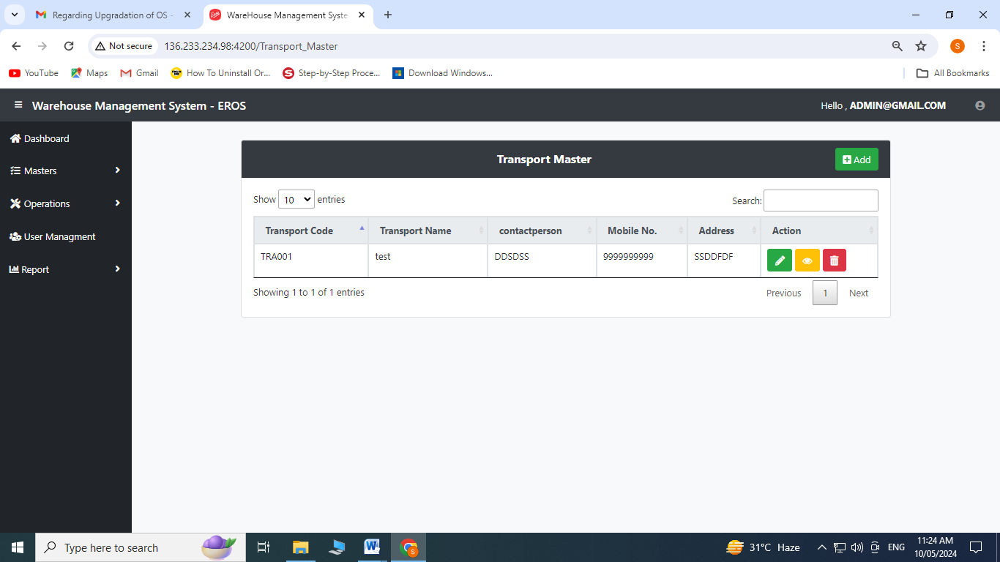 Regarding Upgradation of OS -
WareHouse Management Syste
Not secure
136.233.234.98:4200/Transport_Master
S
YouTube
Maps
Gmail
How To Uninstall Or...
Step-by-Step Proce...
Download Windows...
All Bookmarks
Warehouse Management System - EROS
Hello , ADMIN@GMAIL.COM
Dashboard
Masters
Operations
User Managment
Report
Transport Master
Add
Show 10 entries
Search:
Transport Code Transport Name contactperson Mobile No. Address Action
TRA001 test DDSDSS 9999999999 SSDDFDF
Showing 1 to 1 of 1 entries
Previous 1 Next
Type here to search
31°C Haze
ENG
11:24 AM
10/05/2024